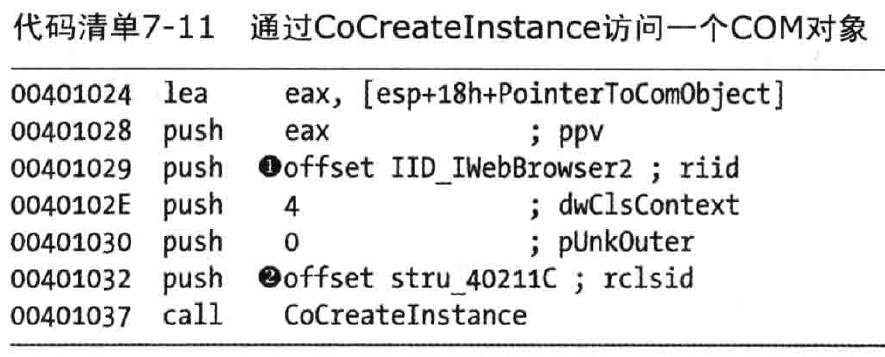 代码清单7-11 通过CoCreateInstance访问一个COM对象
00401024 lea eax, [esp+18h+PointerToComObject]
00401028 push eax ; ppv
00401029 push ❶offset IID_IWebBrowser2 ; riid
0040102E push 4 ; dwClsContext
00401030 push 0 ; pUnkOuter
00401032 push ❷offset stru_40211C ; rclsid
00401037 call CoCreateInstance